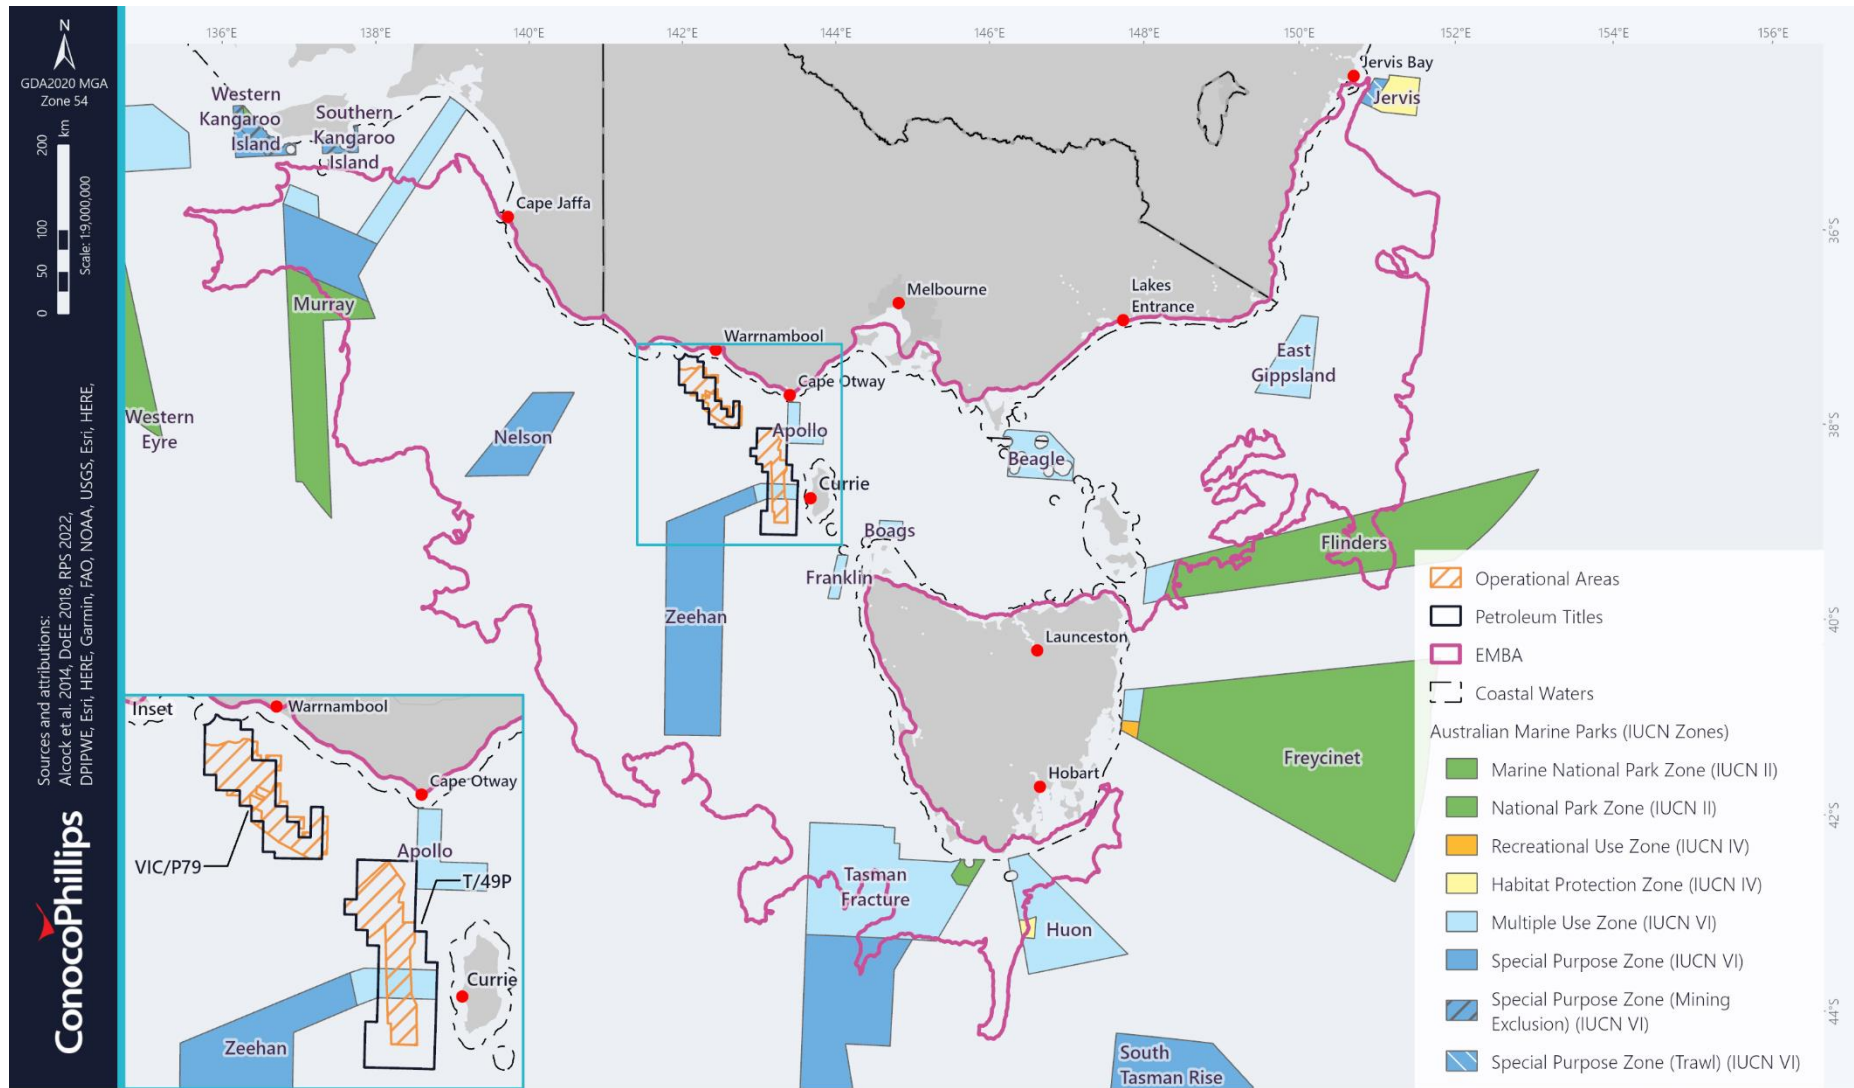 N
GDA2020 MGA
Zone 54
200
100
50
0
km
Scale: 1:9,000,000
Sources and attributions:
Alcock et al. 2014, DoEE 2018, RPS 2022,
DPIPWE, Esri, HERE, Garmin, FAO, NOAA, USGS, Esri, HERE,
ConocoPhillips
136°E
138°E
140°E
142°E
144°E
146°E
148°E
150°E
152°E
154°E
156°E
36°S
38°S
40°S
42°S
44°S
Western
Kangaroo
Island
Southern
Kangaroo
Island
Jervis Bay
Jervis
Cape Jaffa
Melbourne
Lakes
Entrance
Murray
Warrnambool
East
Gippsland
Cape Otway
Western
Eyre
Nelson
Apollo
Beagle
Currie
Boags
Flinders
Franklin
Zeehan
Launceston
Freycinet
Hobart
Tasman
Fracture
Huon
South
Tasman Rise
Inset
Warrnambool
Cape Otway
VIC/P79
Apollo
T/49P
Currie
Zeehan
Operational Areas
Petroleum Titles
EMBA
Coastal Waters
Australian Marine Parks (IUCN Zones)
Marine National Park Zone (IUCN II)
National Park Zone (IUCN II)
Recreational Use Zone (IUCN IV)
Habitat Protection Zone (IUCN IV)
Multiple Use Zone (IUCN VI)
Special Purpose Zone (IUCN VI)
Special Purpose Zone (Mining
Exclusion) (IUCN VI)
Special Purpose Zone (Trawl) (IUCN VI)